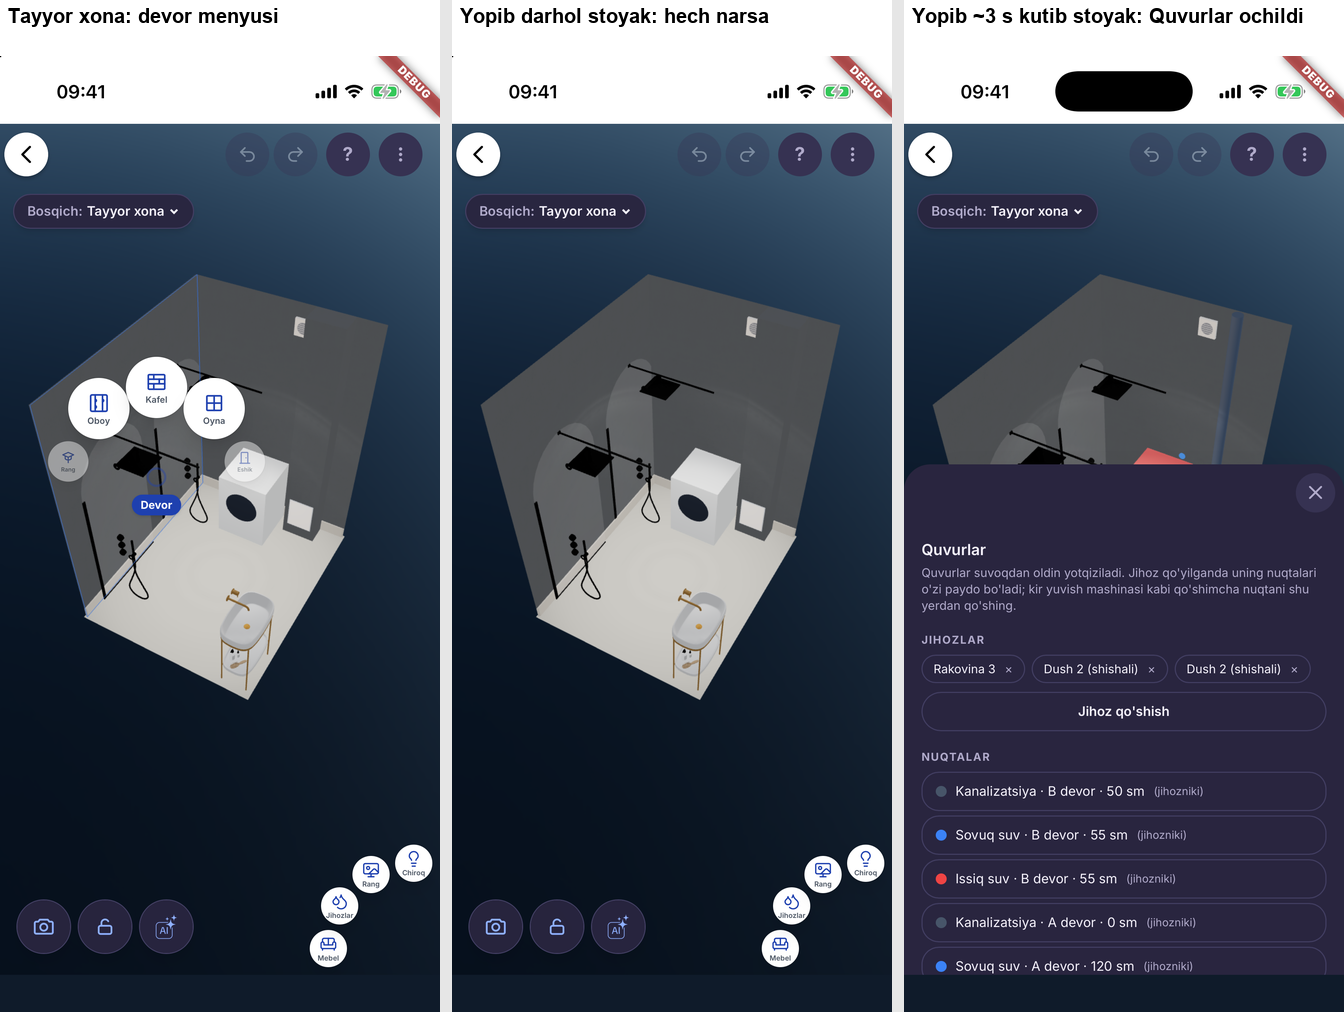 Tayyor xona: devor menyusi
09:41
DEBUG
?
Bosqich: Tayyor xona
Oboy
Kafel
Oyna
Rang
Eshik
Devor
Chiroq
Rang
Jihozlar
Mebel
AI
Yopib darhol stoyak: hech narsa
09:41
DEBUG
?
Bosqich: Tayyor xona
Chiroq
Rang
Jihozlar
Mebel
AI
Yopib ~3 s kutib stoyak: Quvurlar ochildi
09:41
DEBUG
?
Bosqich: Tayyor xona
Quvurlar
Quvurlar suvoqdan oldin yotqiziladi. Jihoz qo'yilganda uning nuqtalari
o'zi paydo bo'ladi; kir yuvish mashinasi kabi qo'shimcha nuqtani shu
yerdan qo'shing.
JIHOZLAR
Rakovina 3 × Dush 2 (shishali) × Dush 2 (shishali) ×
Jihoz qo'shish
NUQTALAR
Kanalizatsiya · B devor · 50 sm (jihozniki)
Sovuq suv · B devor · 55 sm (jihozniki)
Issiq suv · B devor · 55 sm (jihozniki)
Kanalizatsiya · A devor · 0 sm (jihozniki)
Sovuq suv · A devor · 120 sm (jihozniki)